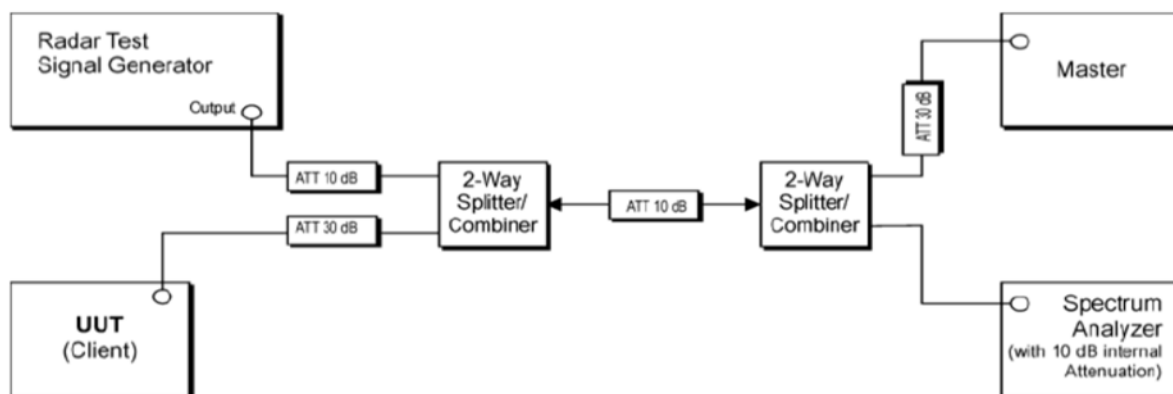 Radar Test
Signal Generator
Output
ATT 10 dB
2-Way
Splitter/
Combiner
ATT 30 dB
UUT
(Client)
ATT 10 dB
2-Way
Splitter/
Combiner
ATT 30 dB
Master
Spectrum
Analyzer
(with 10 dB internal
Attenuation)